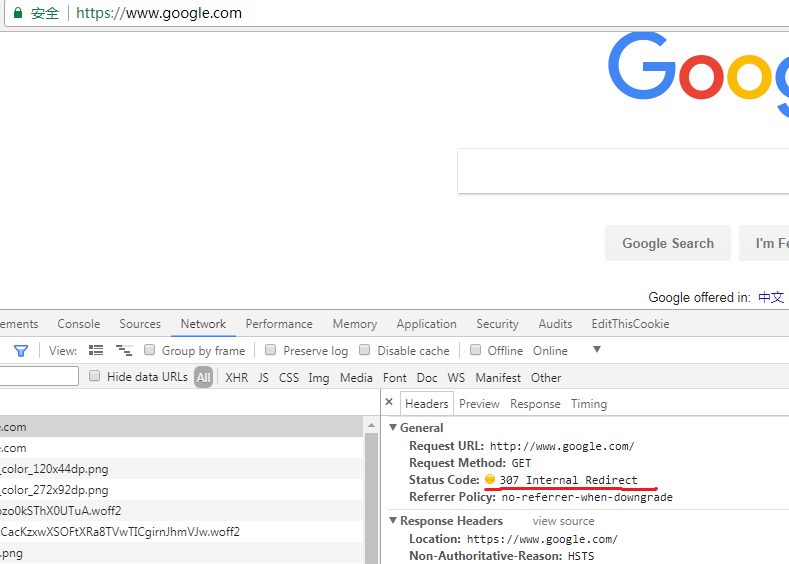 安全 https://www.google.com
Goog
Google Search I'm Fe
Google offered in: 中文
ements Console Sources Network Performance Memory Application Security Audits EditThisCookie
View: Group by frame Preserve log Disable cache Offline Online
Hide data URLs All XHR JS CSS Img Media Font Doc WS Manifest Other
Headers Preview Response Timing
e.com
General
Request URL: http://www.google.com/
e.com
Request Method: GET
_color_120x44dp.png
Status Code: 307 Internal Redirect
_color_272x92dp.png
Referrer Policy: no-referrer-when-downgrade
ozo0kSThX0UTuA.woff2
Response Headers view source
CacKzxwXSOFtXRa8TVwTICgirnJhmVJw.woff2
Location: https://www.google.com/
.png
Non-Authoritative-Reason: HSTS